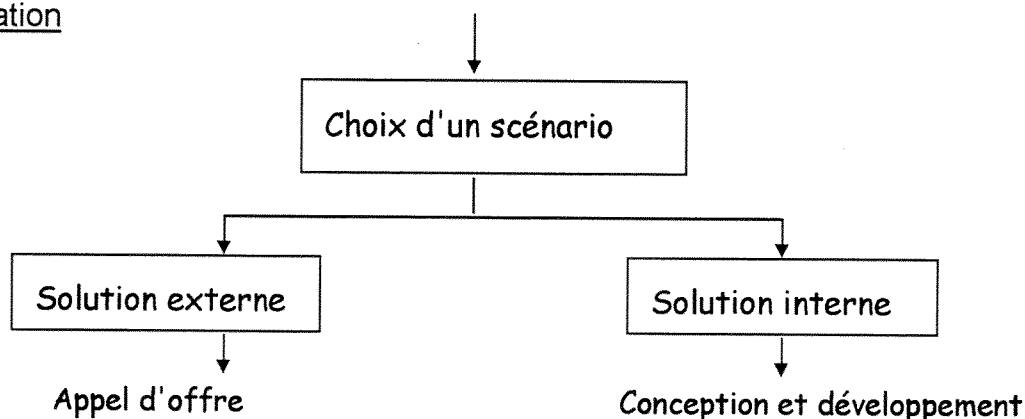 ation
Choix d'un scénario
Solution externe
Solution interne
Appel d'offre
Conception et développement